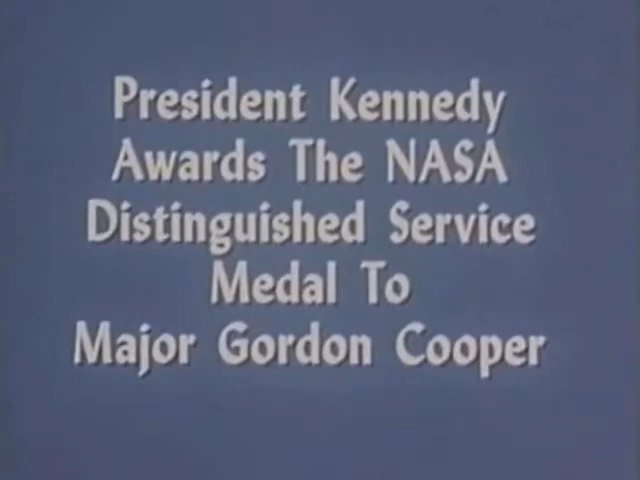 President Kennedy
Awards The NASA
Distinguished Service
Medal To
Major Gordon Cooper